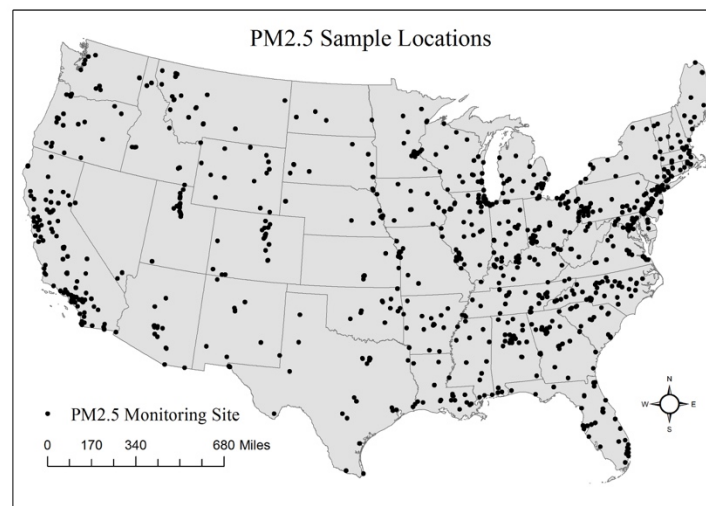 PM2.5 Sample Locations
N
W E
S
PM2.5 Monitoring Site
0 170 340 680 Miles